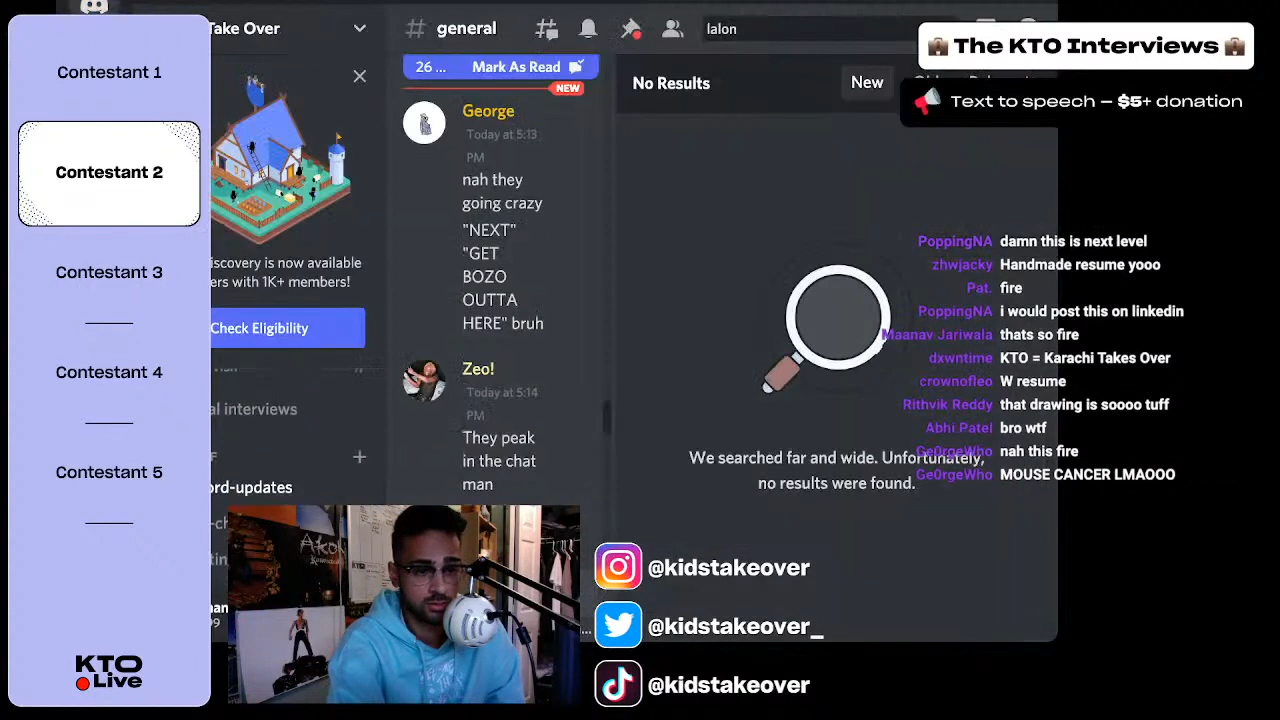 Contestant 1
Contestant 2
Contestant 3
Contestant 4
Contestant 5
KTO
Live
Take Over
iscovery is now available
ers with 1K+ members!
Check Eligibility
al interviews
ord-updates
general
26 ... Mark As Read
NEW
George
Today at 5:13
PM
nah they
going crazy
"NEXT"
"GET
BOZO
OUTTA
HERE" bruh
Zeo!
Today at 5:14
PM
They peak
in the chat
man
lalon
No Results
New
We searched far and wide. Unfortunately,
no results were found.
💼 The KTO Interviews 💼
📣 Text to speech – $5+ donation
PoppingNA damn this is next level
zhwjacky Handmade resume yooo
Pat. fire
PoppingNA i would post this on linkedin
Maanav Jariwala thats so fire
dxwntime KTO = Karachi Takes Over
crownofleo W resume
Rithvik Reddy that drawing is soooo tuff
Abhi Patel bro wtf
Ge0rgeWho nah this fire
Ge0rgeWho MOUSE CANCER LMAOOO
AKON
@kidstakeover
@kidstakeover_
@kidstakeover